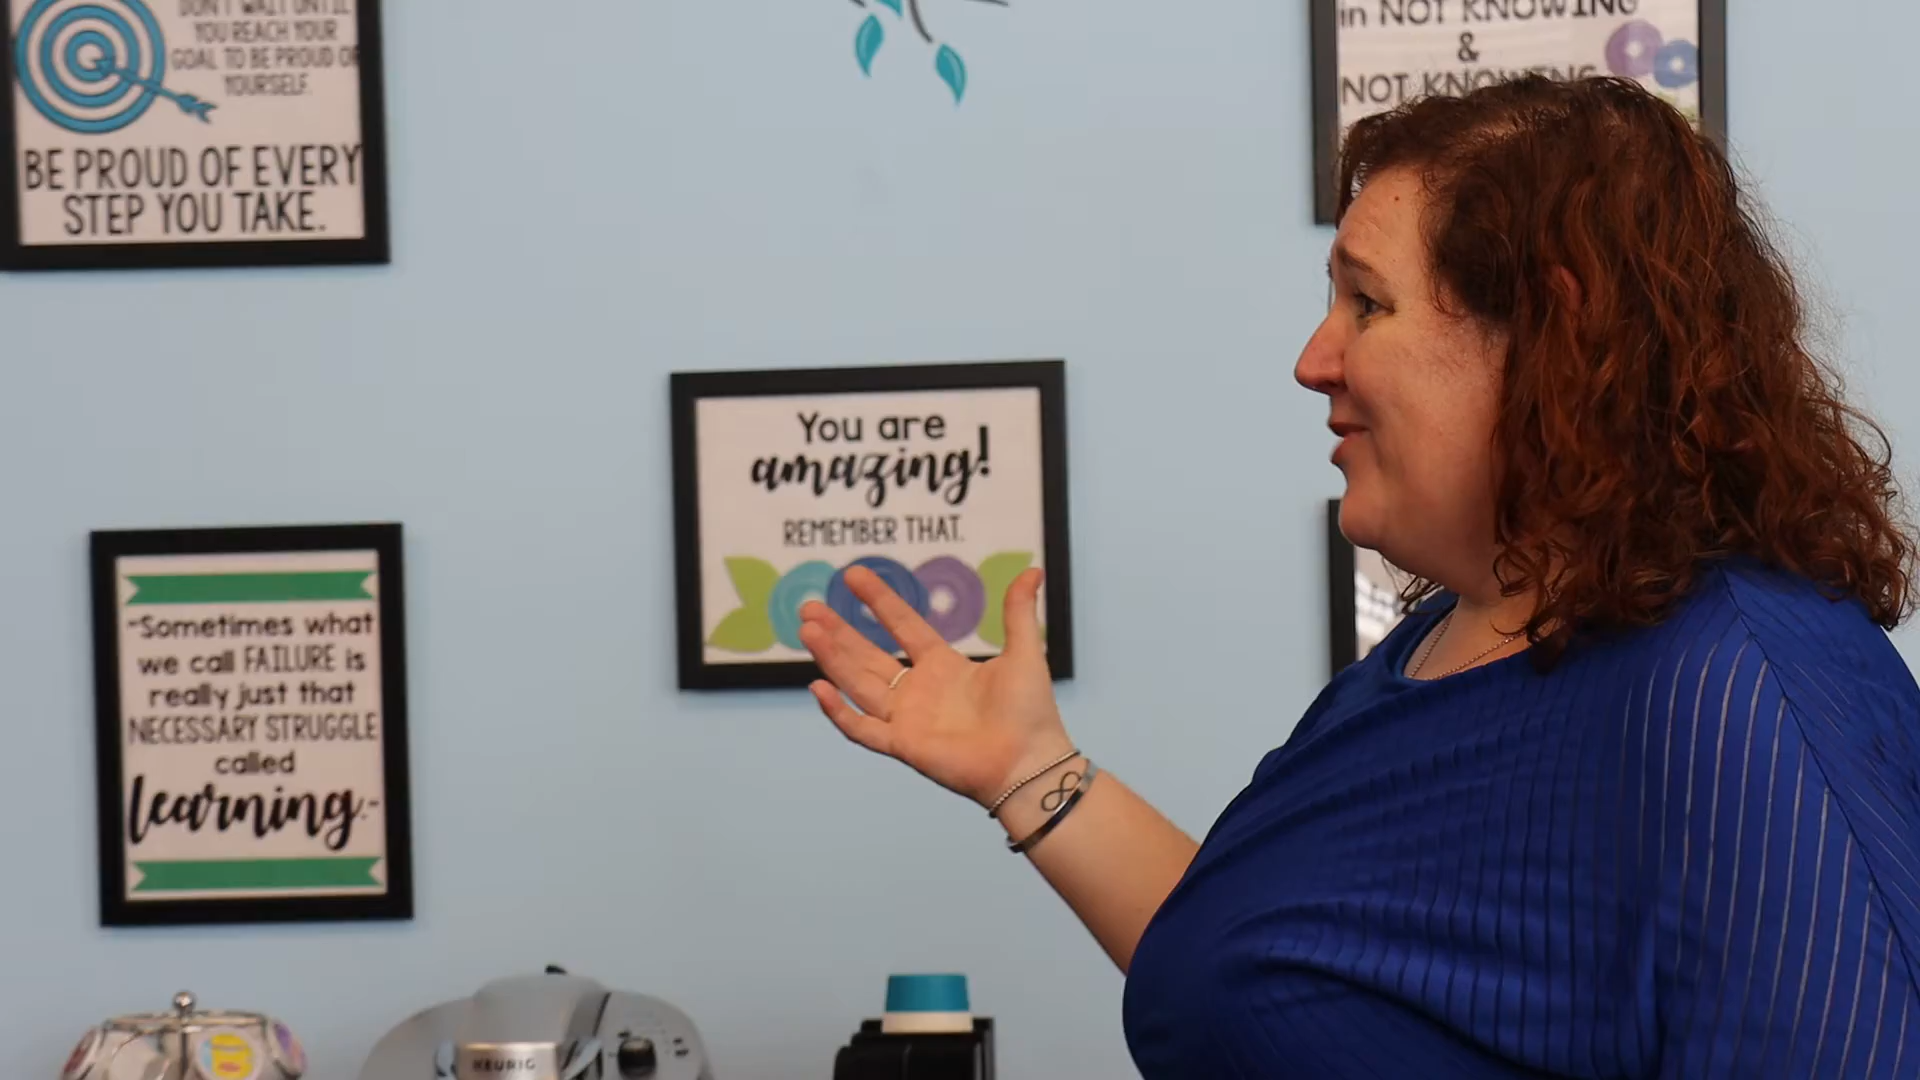 DON'T WAIT UNTIL
YOU REACH YOUR
GOAL TO BE PROUD OF
YOURSELF.
BE PROUD OF EVERY
STEP YOU TAKE.
in NOT KNOWING
&
NOT KNOWING
You are
amazing!
REMEMBER THAT.
-Sometimes what
we call FAILURE is
really just that
NECESSARY STRUGGLE
called
learning.-
KEURIG